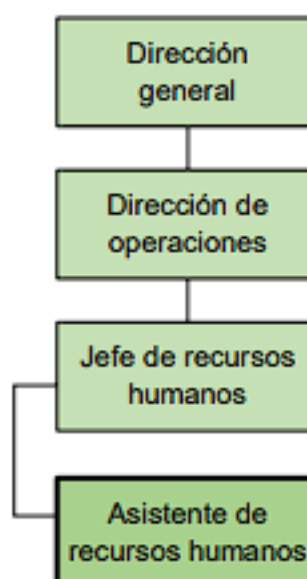 Dirección
general
Dirección de
operaciones
Jefe de recursos
humanos
Asistente de
recursos humanos